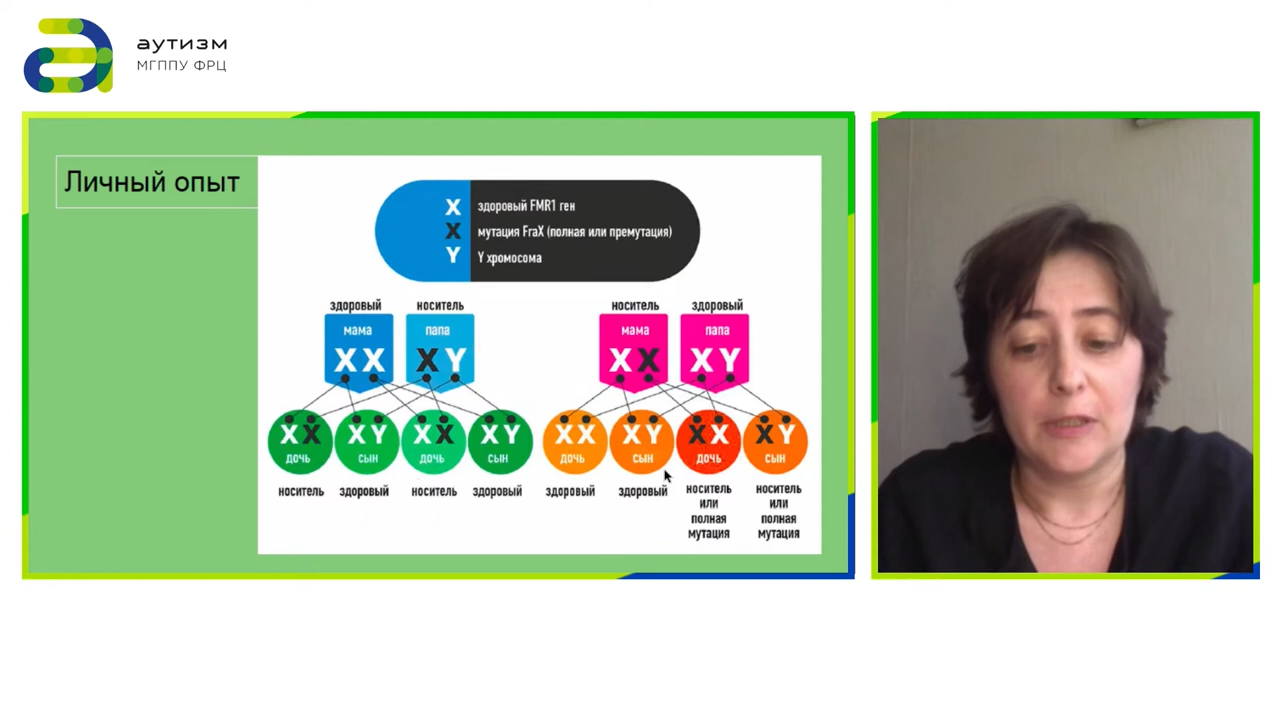 аутизм
МГППУ ФРЦ
Личный опыт
X здоровый FMR1 ген
X мутация FraX (полная или премутация)
Y Y хромосома
здоровый носитель носитель здоровый
мама папа мама папа
XX XY XX XY
XX XY XX XY XX XY XX XY
дочь сын дочь сын дочь сын дочь сын
носитель здоровый носитель здоровый здоровый здоровый
носитель или полная мутация
носитель или полная мутация